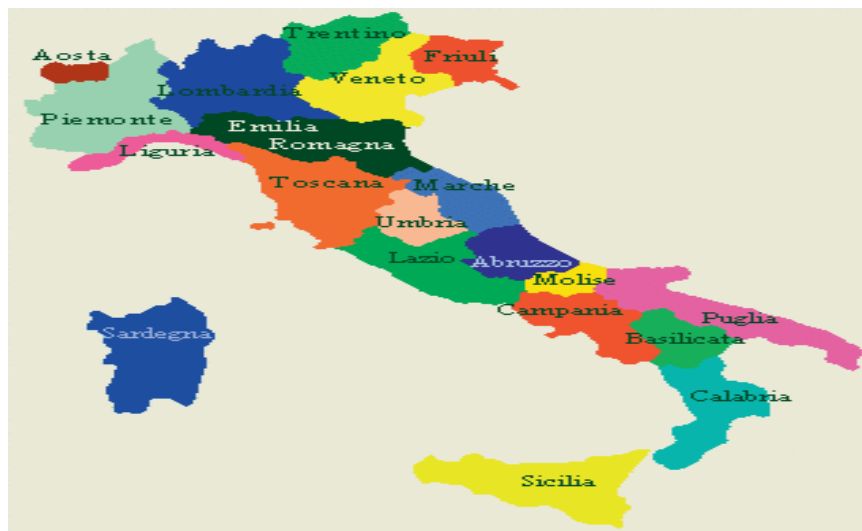 Trentino
Aosta
Friuli
Veneto
Lombardia
Piemonte
Emilia
Romagna
Liguria
Toscana
Marche
Umbria
Lazio
Abruzzo
Molise
Campania
Puglia
Sardegna
Basilicata
Calabria
Sicilia